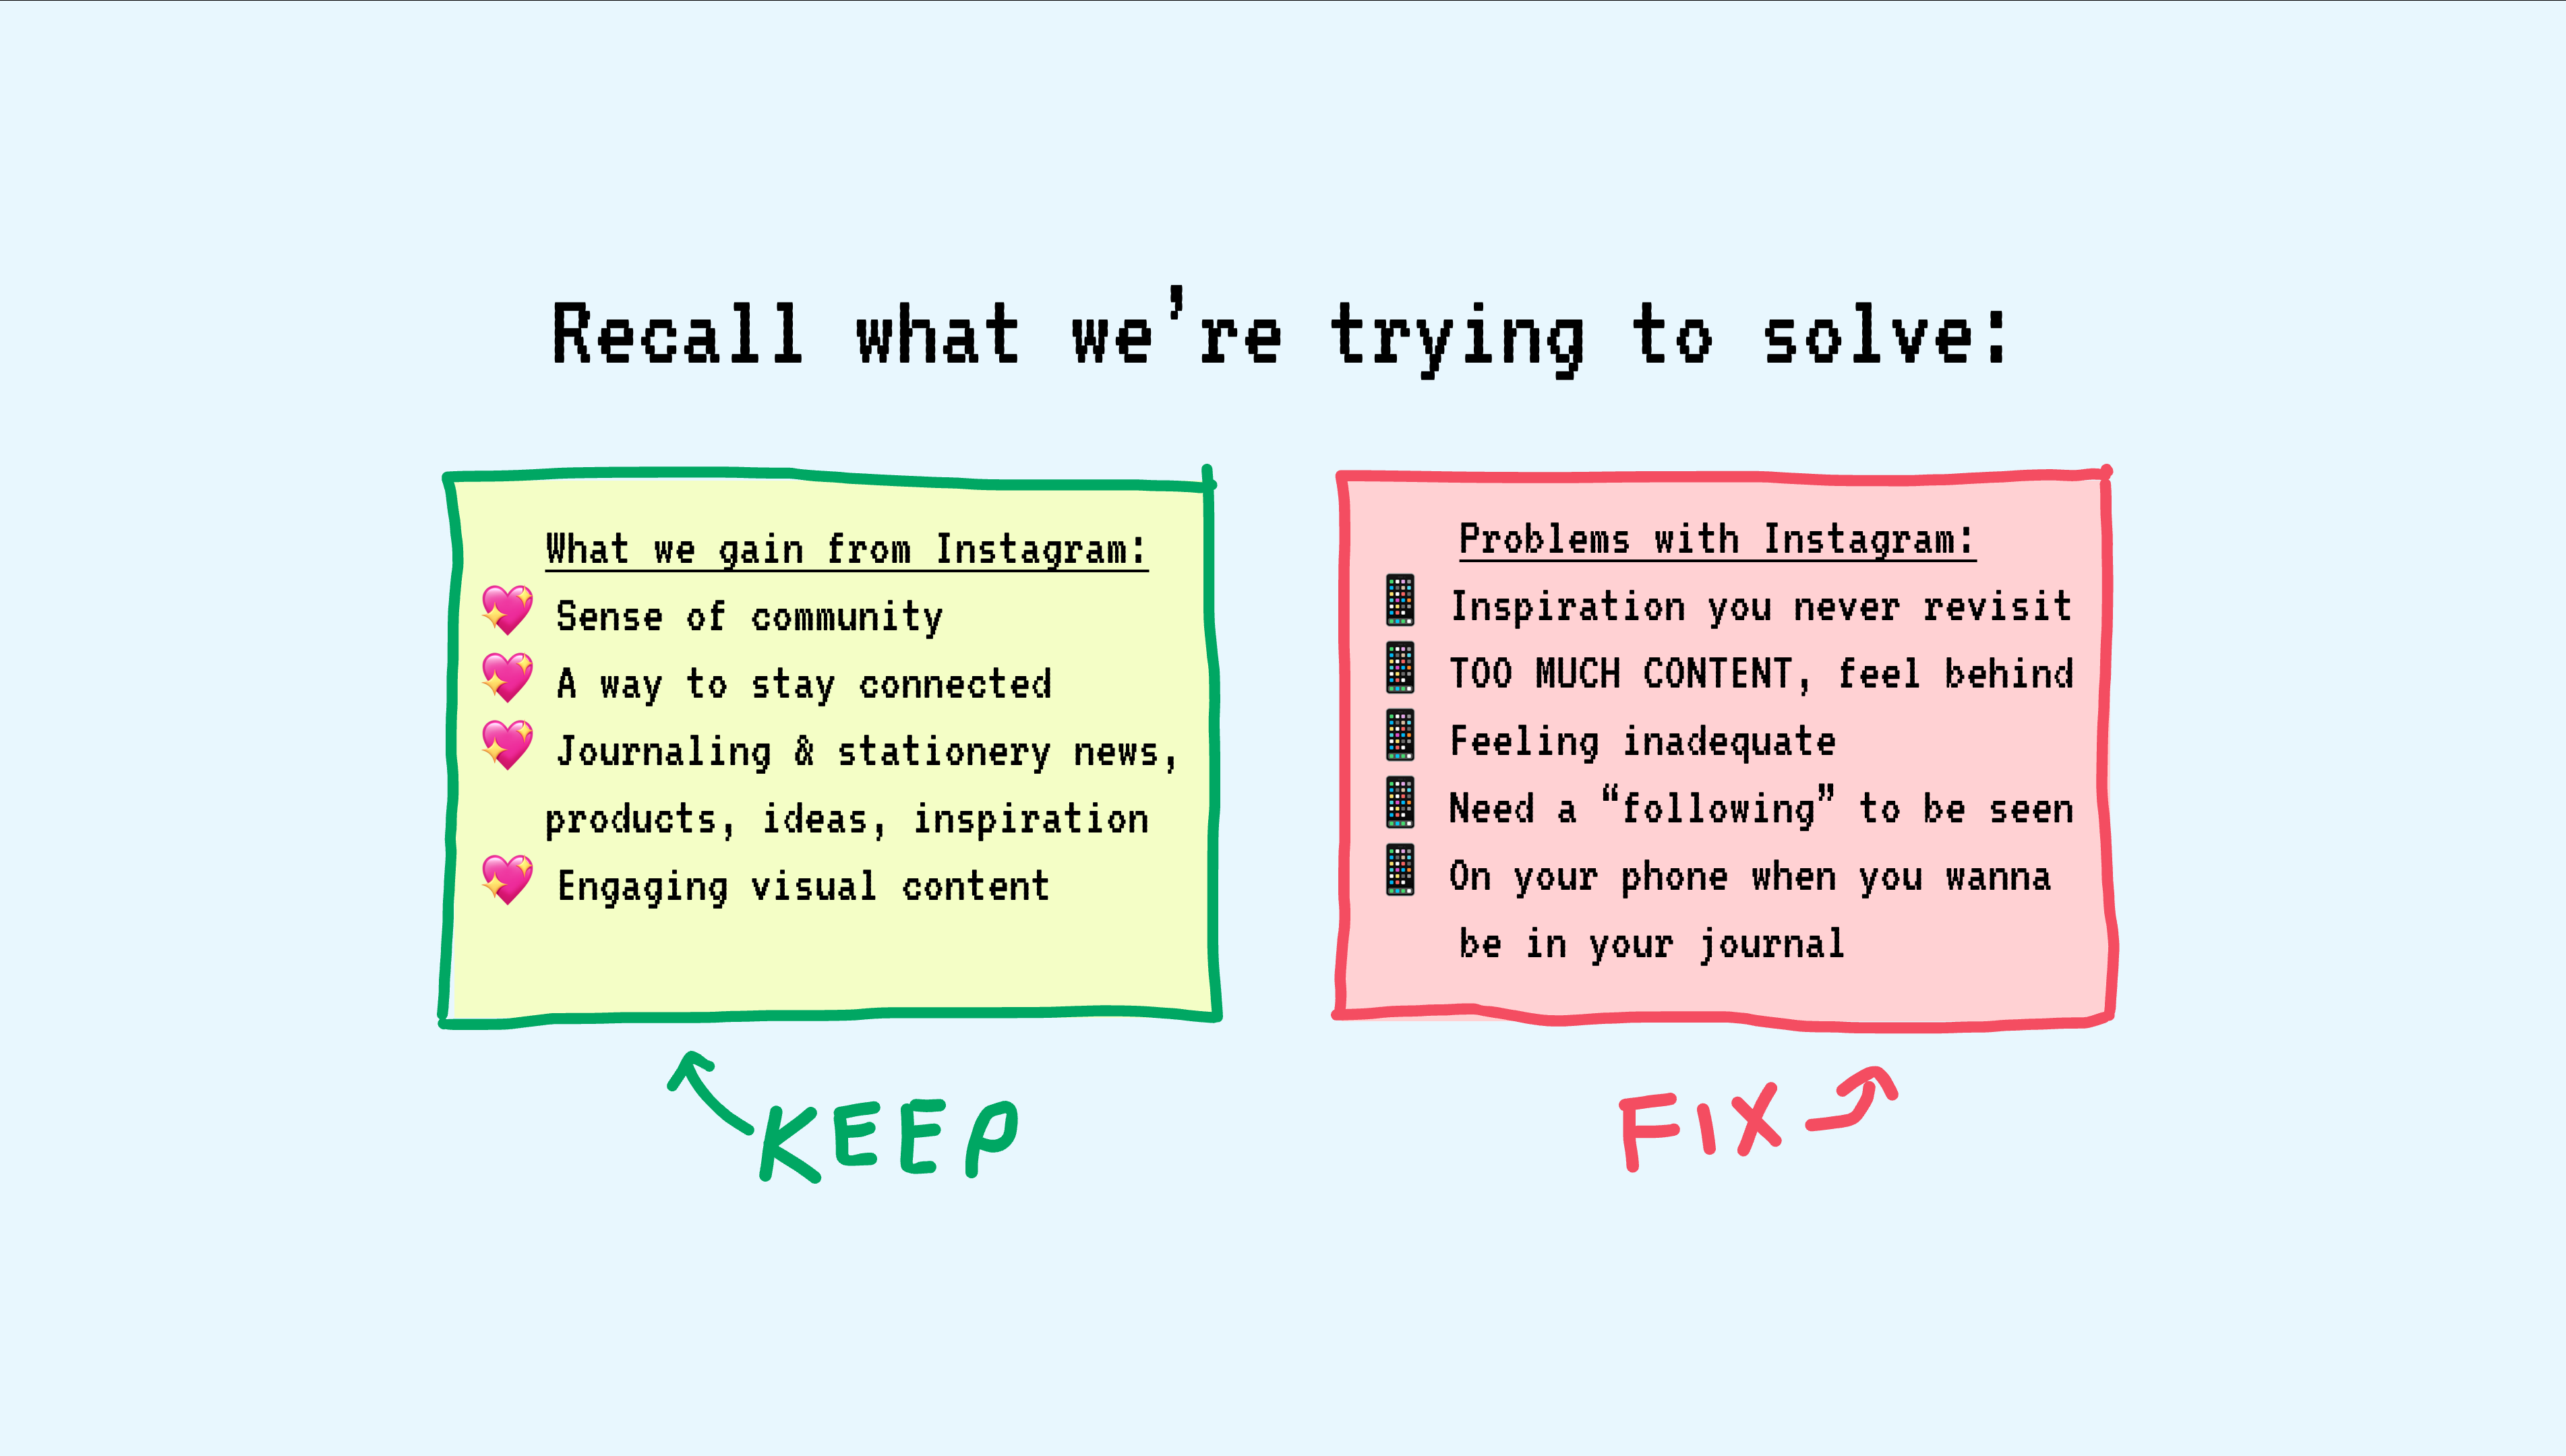 Recall what we're trying to solve:
What we gain from Instagram:
💖 Sense of community
💖 A way to stay connected
💖 Journaling & stationery news,
products, ideas, inspiration
💖 Engaging visual content
KEEP
Problems with Instagram:
📱 Inspiration you never revisit
📱 TOO MUCH CONTENT, feel behind
📱 Feeling inadequate
📱 Need a “following” to be seen
📱 On your phone when you wanna
be in your journal
FIX